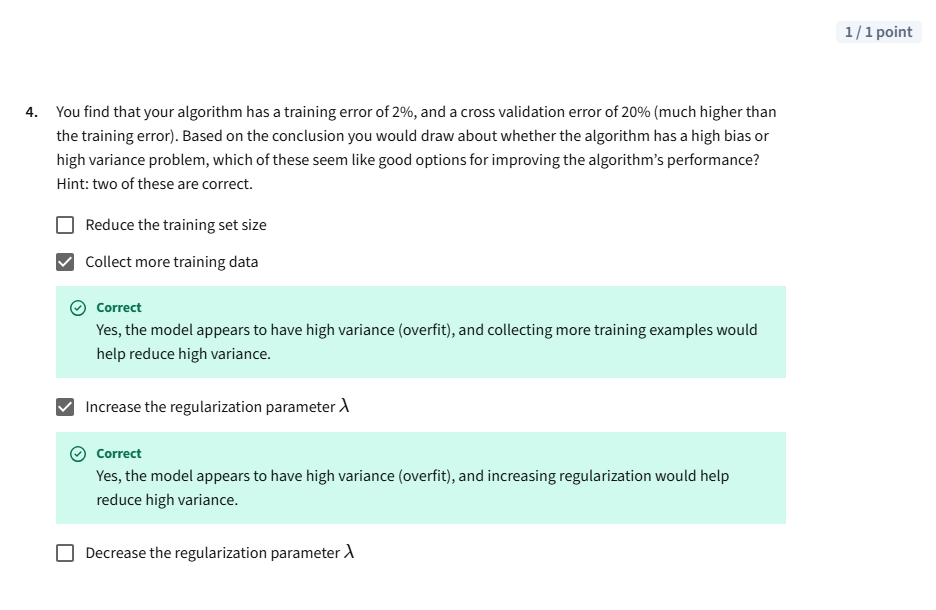 1 / 1 point
4. You find that your algorithm has a training error of 2%, and a cross validation error of 20% (much higher than
the training error). Based on the conclusion you would draw about whether the algorithm has a high bias or
high variance problem, which of these seem like good options for improving the algorithm’s performance?
Hint: two of these are correct.
Reduce the training set size
Collect more training data
Correct
Yes, the model appears to have high variance (overfit), and collecting more training examples would
help reduce high variance.
Increase the regularization parameter λ
Correct
Yes, the model appears to have high variance (overfit), and increasing regularization would help
reduce high variance.
Decrease the regularization parameter λ